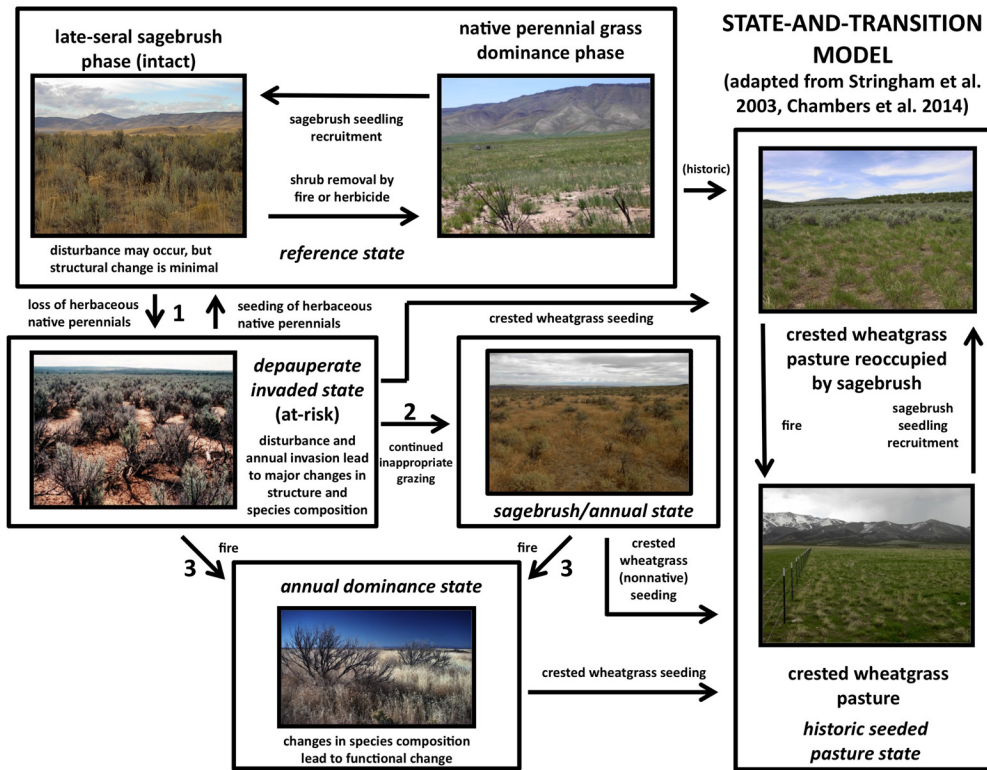 STATE-AND-TRANSITION
MODEL
(adapted from Stringham et al.
2003, Chambers et al. 2014)
late-seral sagebrush
phase (intact)
native perennial grass
dominance phase
sagebrush seedling
recruitment
shrub removal by
fire or herbicide
disturbance may occur, but
structural change is minimal
reference state
(historic)
loss of herbaceous
native perennials
1
seeding of herbaceous
native perennials
crested wheatgrass seeding
depauperate
invaded state
(at-risk)
disturbance and
annual invasion lead
to major changes in
structure and
species composition
2
continued
inappropriate
grazing
sagebrush/annual state
crested wheatgrass
pasture reoccupied
by sagebrush
fire
sagebrush
seedling
recruitment
3
fire
fire
3
crested
wheatgrass
(nonnative)
seeding
annual dominance state
changes in species composition
lead to functional change
crested wheatgrass seeding
crested wheatgrass
pasture
historic seeded
pasture state